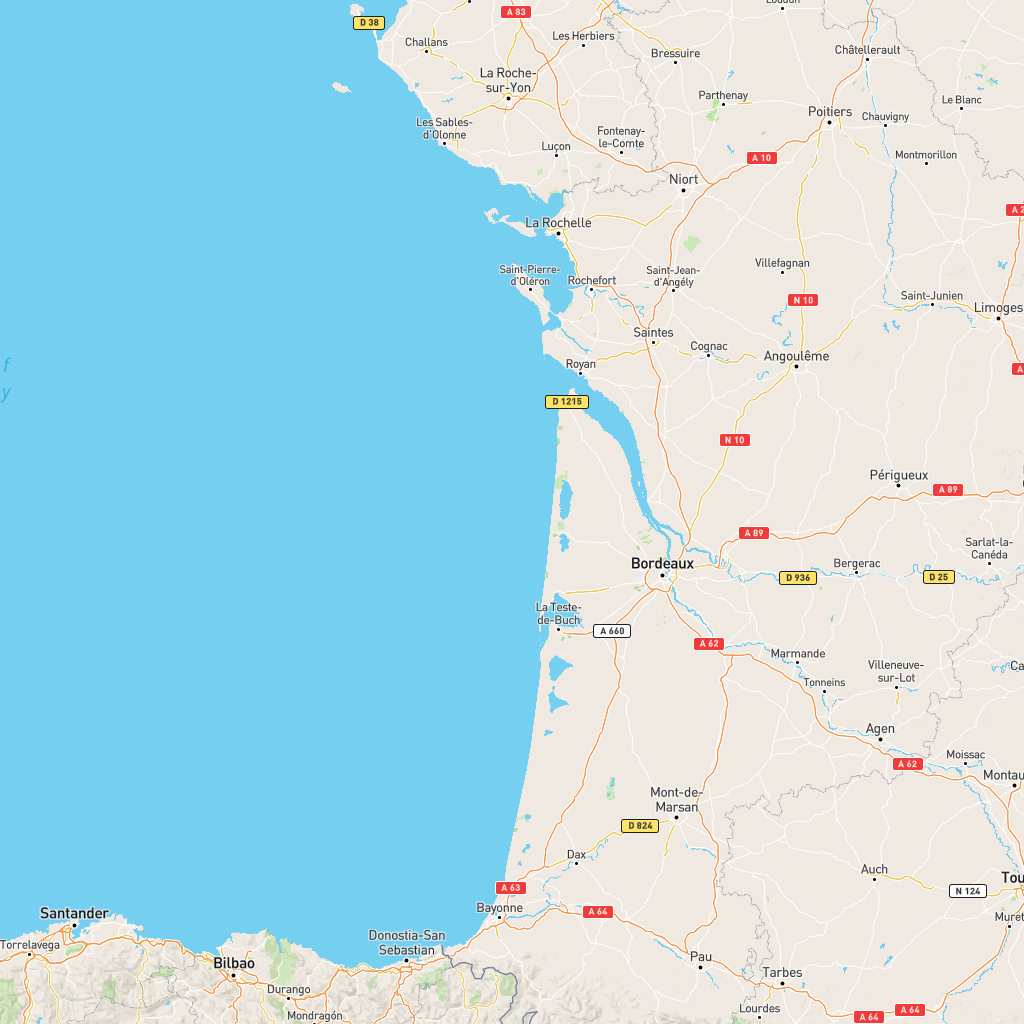 A 83
D 38
Loudun
Les Herbiers
Challans
Bressuire
Châtellerault
La Roche-
sur-Yon
Parthenay
Le Blanc
Poitiers
Chauvigny
Les Sables-
d'Olonne
Fontenay-
le-Comte
Luçon
A 10
Montmorillon
Niort
La Rochelle
Villefagnan
Saint-Pierre-
d'Oléron
Rochefort
Saint-Jean-
d'Angély
N 10
Saint-Junien
Limoges
Saintes
Cognac
Angoulême
f
y
Royan
D 1215
N 10
Périgueux
A 89
A 89
Sarlat-la-
Canéda
Bordeaux
Bergerac
D 936
D 25
La Teste-
de-Buch
A 660
A 62
Marmande
Villeneuve-
sur-Lot
Tonneins
Agen
Moissac
A 62
Montau
Mont-de-
Marsan
D 824
Dax
Auch
Tou
A 63
N 124
Bayonne
A 64
Santander
Muret
Donostia-San
Sebastian
Torrelavega
Bilbao
Pau
Tarbes
Durango
Mondragón
Lourdes
A 64
A 64